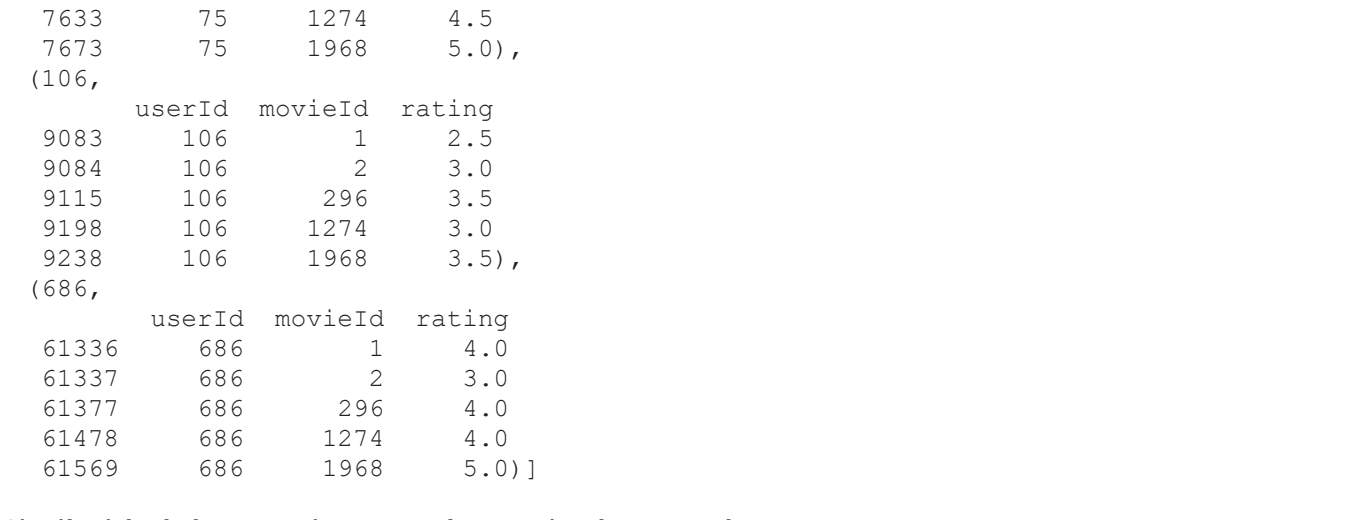 7633 75 1274 4.5
7673 75 1968 5.0),
(106,
userId movieId rating
9083 106 1 2.5
9084 106 2 3.0
9115 106 296 3.5
9198 106 1274 3.0
9238 106 1968 3.5),
(686,
userId movieId rating
61336 686 1 4.0
61337 686 2 3.0
61377 686 296 4.0
61478 686 1274 4.0
61569 686 1968 5.0)]